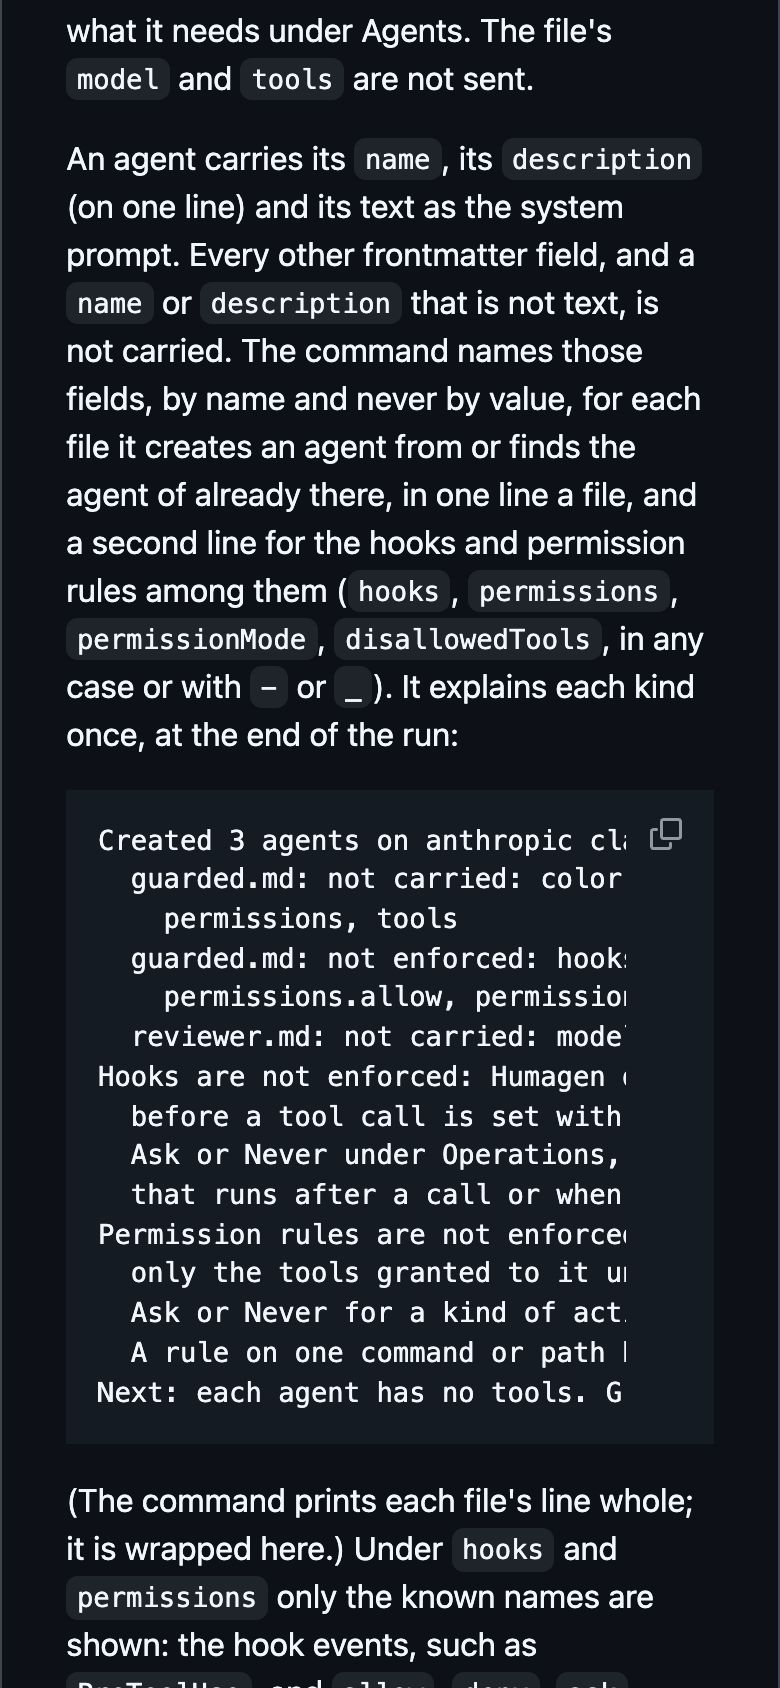 what it needs under Agents. The file's
model and tools are not sent.
An agent carries its name, its description
(on one line) and its text as the system
prompt. Every other frontmatter field, and a
name or description that is not text, is
not carried. The command names those
fields, by name and never by value, for each
file it creates an agent from or finds the
agent of already there, in one line a file, and
a second line for the hooks and permission
rules among them (hooks, permissions,
permissionMode, disallowedTools, in any
case or with - or _). It explains each kind
once, at the end of the run:
Created 3 agents on anthropic
guarded.md: not carried: color
permissions, tools
guarded.md: not enforced:
permissions.allow,
reviewer.md: not carried:
Hooks are not enforced: Humagen
before a tool call is set with
Ask or Never under Operations,
that runs after a call or when
Permission rules are not
only the tools granted to it
Ask or Never for a kind of
A rule on one command or path
Next: each agent has no tools.
(The command prints each file's line whole;
it is wrapped here.) Under hooks and
permissions only the known names are
shown: the hook events, such as